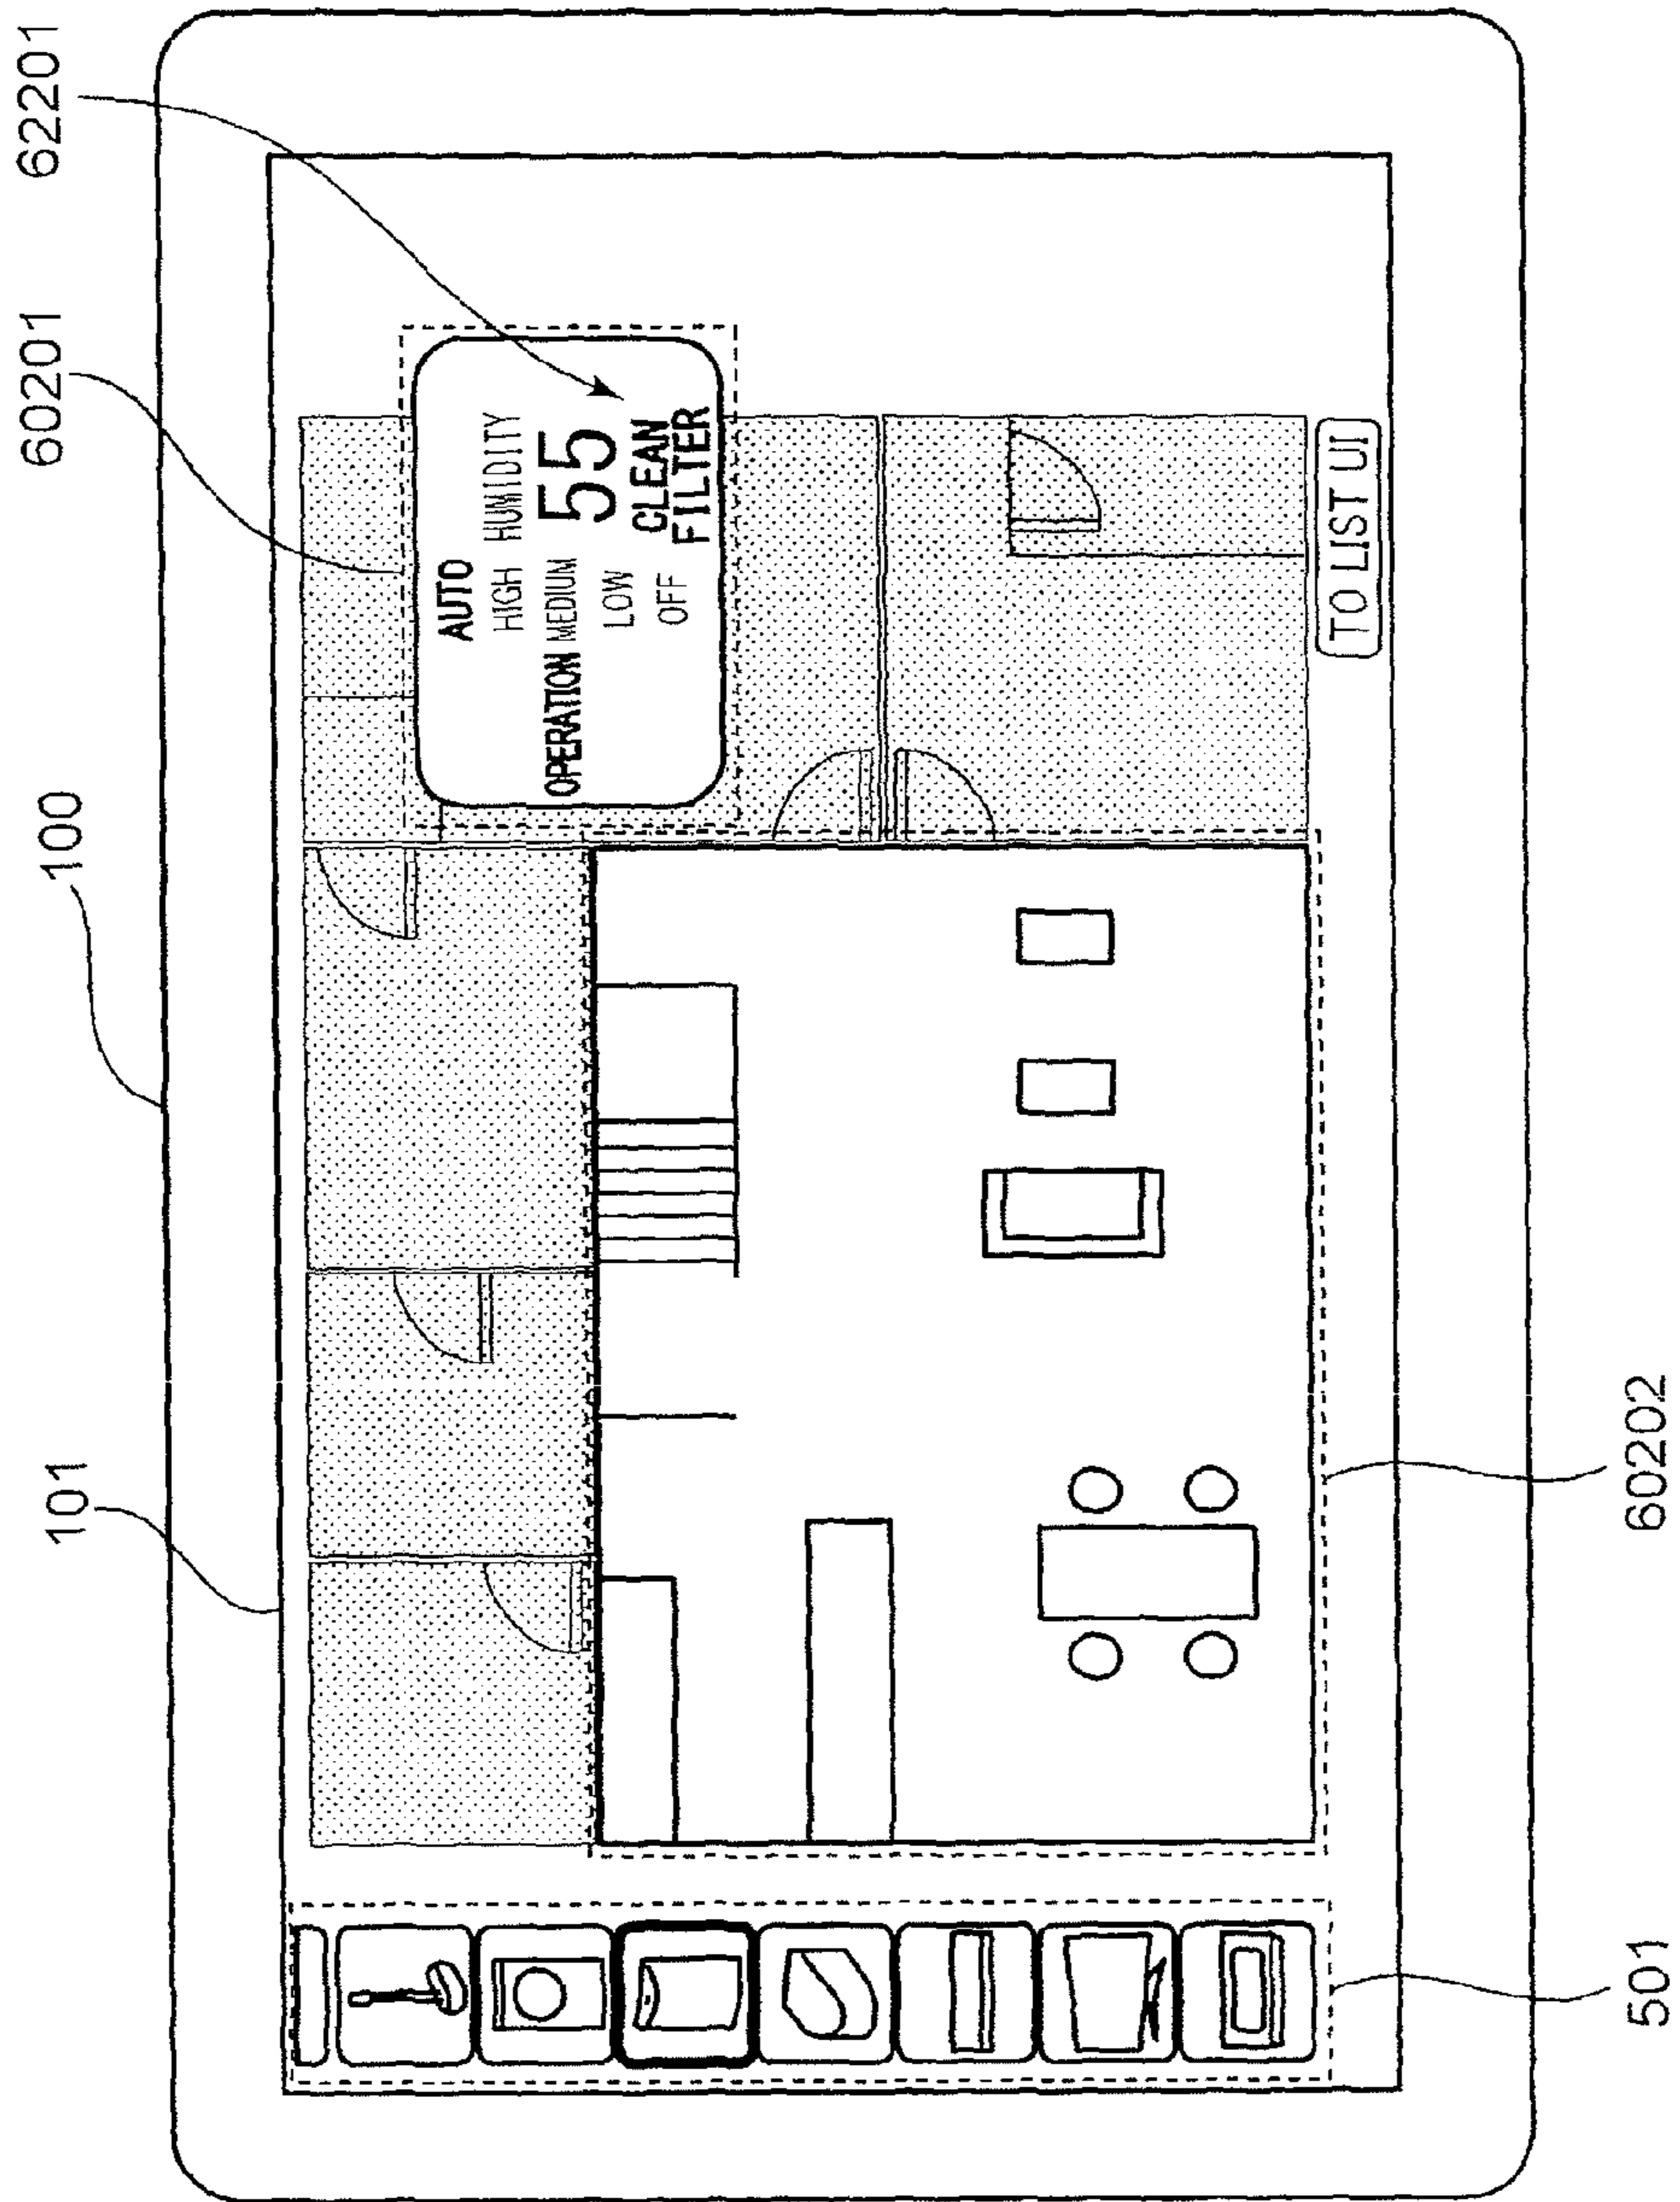 101 100 60201 62201
AUTO
HIGH HUMIDITY
OPERATION MEDIUM 55
LOW CLEAN
OFF FILTER
TO LIST UI
501 60202